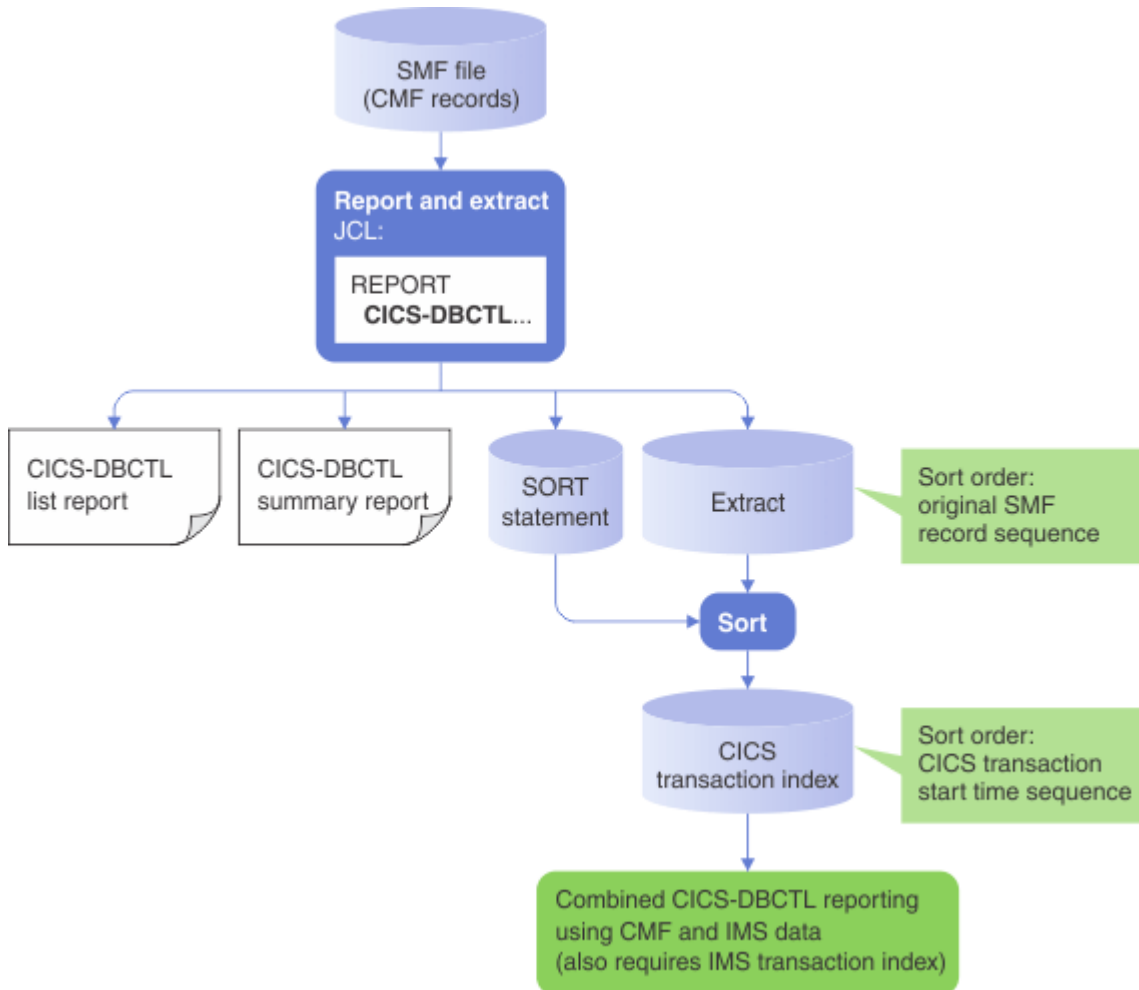 SMF file
(CMF records)
Report and extract
JCL:
REPORT
CICS-DBCTL...
CICS-DBCTL
list report
CICS-DBCTL
summary report
SORT
statement
Extract
Sort order:
original SMF
record sequence
Sort
CICS
transaction index
Sort order:
CICS transaction
start time sequence
Combined CICS-DBCTL reporting
using CMF and IMS data
(also requires IMS transaction index)